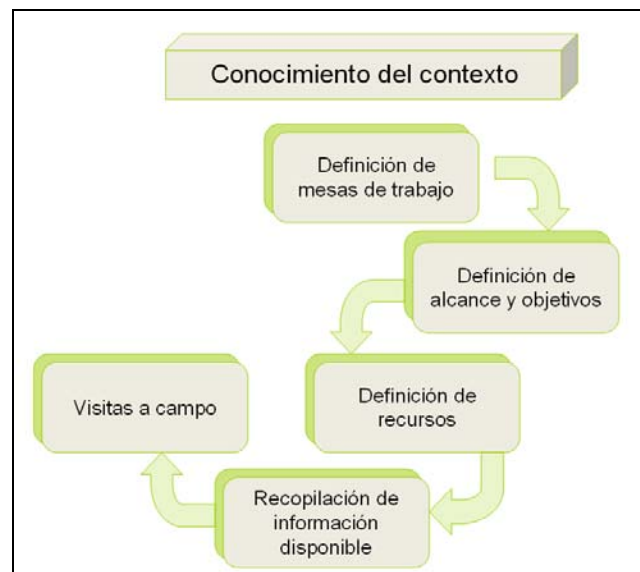 Conocimiento del contexto
Definición de
mesas de trabajo
Definición de
alcance y objetivos
Definición de
recursos
Recopilación de
información
disponible
Visitas a campo